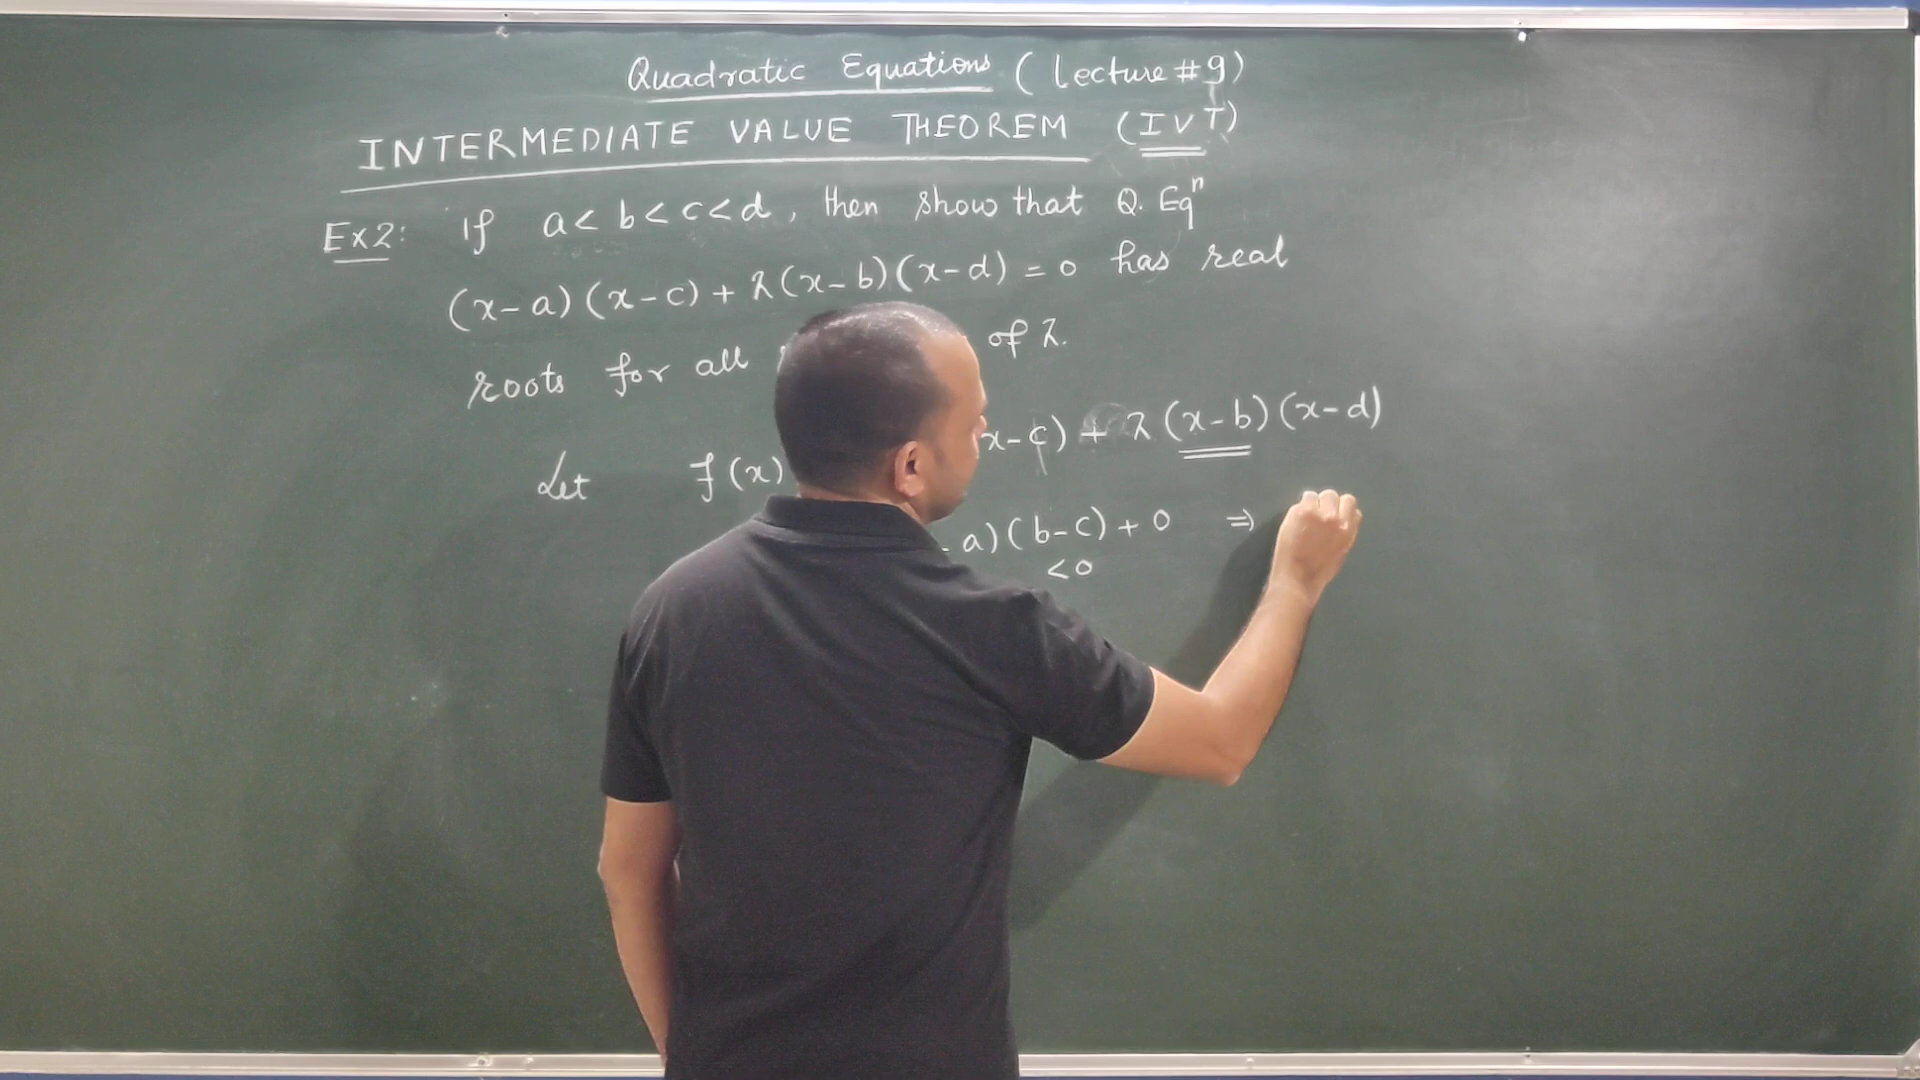 Quadratic Equations (Lecture #9)
INTERMEDIATE VALUE THEOREM (IVT)
Ex2: If a < b < c < d, then show that Q. Eqⁿ
(x-a)(x-c) + λ(x-b)(x-d) = 0 has real
roots for all of λ.
Let f(x) x-c) + λ(x-b)(x-d)
- a)(b-c) + 0 ⇒
<0